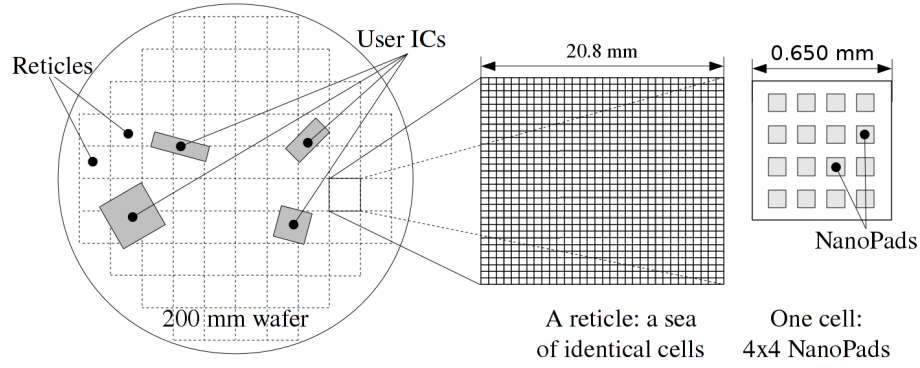 User ICs
Reticles
20.8 mm
0.650 mm
NanoPads
200 mm wafer
A reticle: a sea
of identical cells
One cell:
4x4 NanoPads